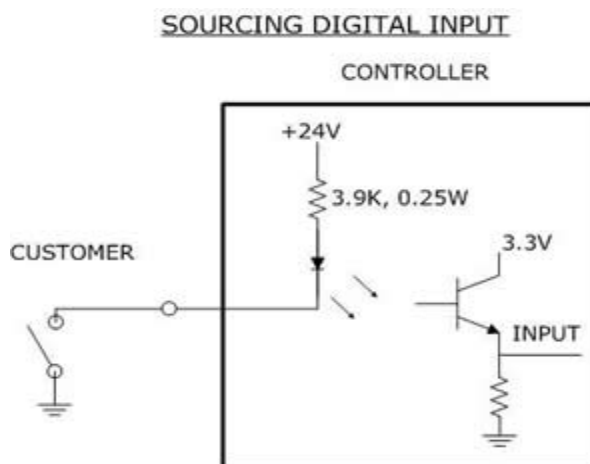 SOURCING DIGITAL INPUT
CONTROLLER
+24V
3.9K, 0.25W
CUSTOMER
3.3V
INPUT